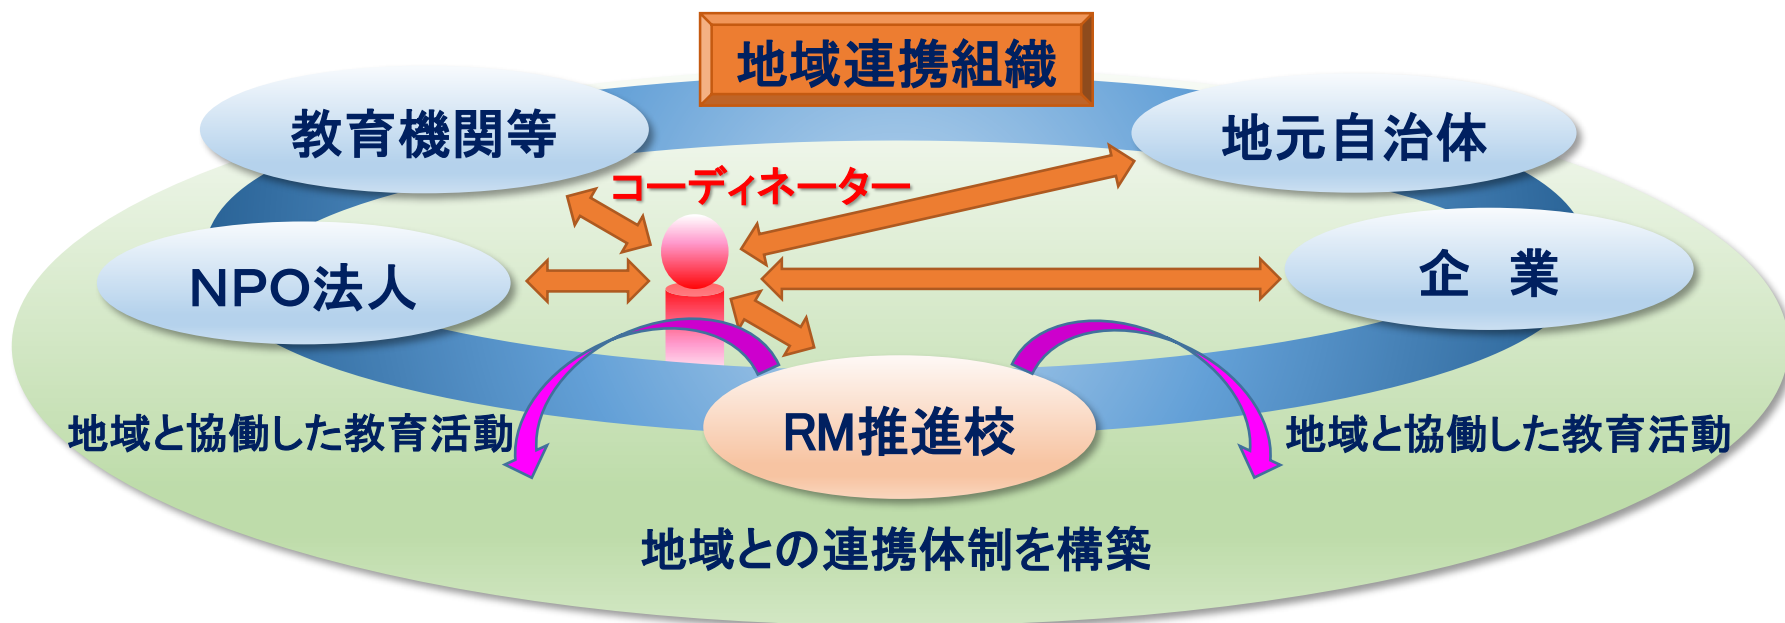 地域連携組織
教育機関等
地元自治体
コーディネーター
NPO法人
企　業
RM推進校
地域と協働した教育活動
地域と協働した教育活動
地域との連携体制を構築